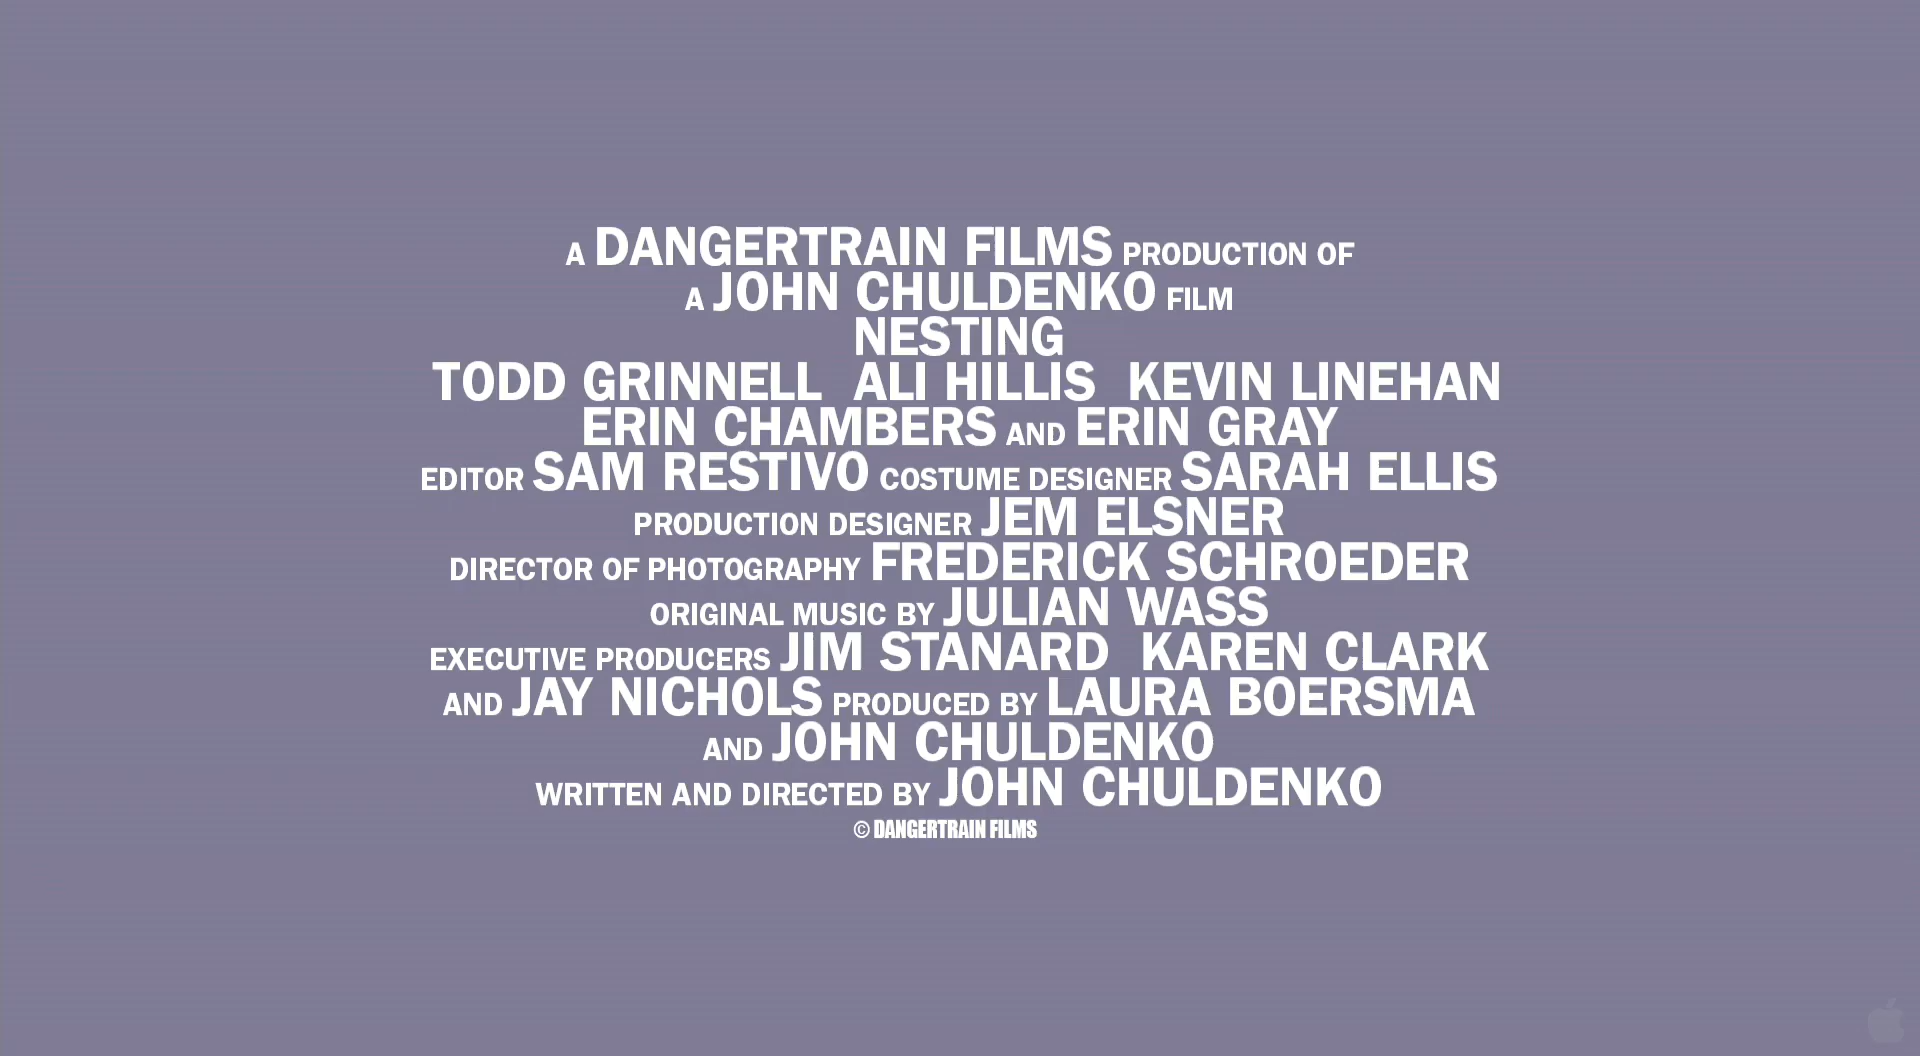 A DANGERTRAIN FILMS PRODUCTION OF
A JOHN CHULDENKO FILM
NESTING
TODD GRINNELL ALI HILLIS KEVIN LINEHAN
ERIN CHAMBERS AND ERIN GRAY
EDITOR SAM RESTIVO COSTUME DESIGNER SARAH ELLIS
PRODUCTION DESIGNER JEM ELSNER
DIRECTOR OF PHOTOGRAPHY FREDERICK SCHROEDER
ORIGINAL MUSIC BY JULIAN WASS
EXECUTIVE PRODUCERS JIM STANARD KAREN CLARK
AND JAY NICHOLS PRODUCED BY LAURA BOERSMA
AND JOHN CHULDENKO
WRITTEN AND DIRECTED BY JOHN CHULDENKO
© DANGERTRAIN FILMS